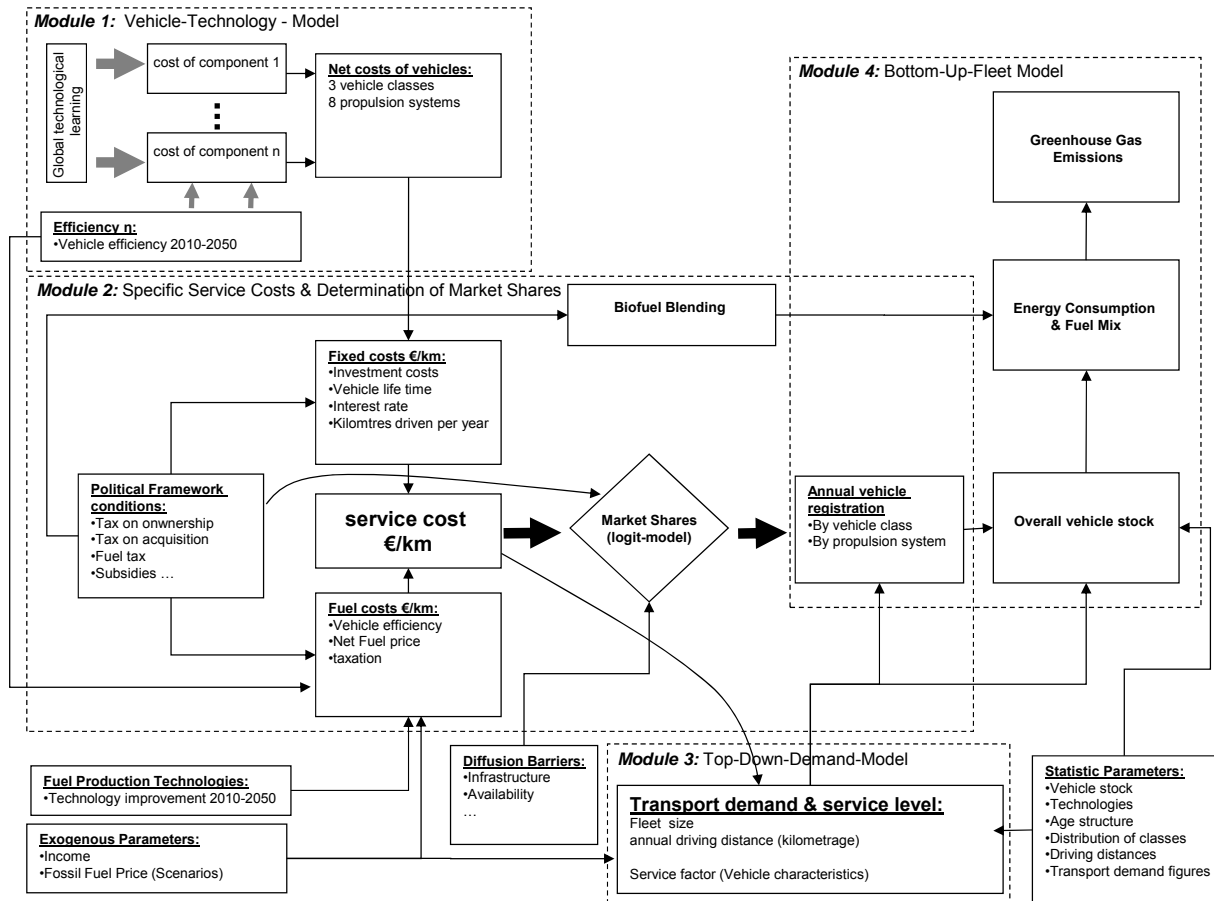 Module 1: Vehicle-Technology - Model
Global technological
learning
cost of component 1
cost of component n
Net costs of vehicles:
3 vehicle classes
8 propulsion systems
Efficiency η:
•Vehicle efficiency 2010-2050
Module 4: Bottom-Up-Fleet Model
Greenhouse Gas
Emissions
Energy Consumption
& Fuel Mix
Overall vehicle stock
Annual vehicle
registration
•By vehicle class
•By propulsion system
Module 2: Specific Service Costs & Determination of Market Shares
Biofuel Blending
Fixed costs €/km:
•Investment costs
•Vehicle life time
•Interest rate
•Kilomtres driven per year
Political Framework
conditions:
•Tax on onwnership
•Tax on acquisition
•Fuel tax
•Subsidies …
service cost
€/km
Market Shares
(logit-model)
Fuel costs €/km:
•Vehicle efficiency
•Net Fuel price
•taxation
Fuel Production Technologies:
•Technology improvement 2010-2050
Exogenous Parameters:
•Income
•Fossil Fuel Price (Scenarios)
Diffusion Barriers:
•Infrastructure
•Availability
…
Module 3: Top-Down-Demand-Model
Transport demand & service level:
Fleet size
annual driving distance (kilometrage)
Service factor (Vehicle characteristics)
Statistic Parameters:
•Vehicle stock
•Technologies
•Age structure
•Distribution of classes
•Driving distances
•Transport demand figures